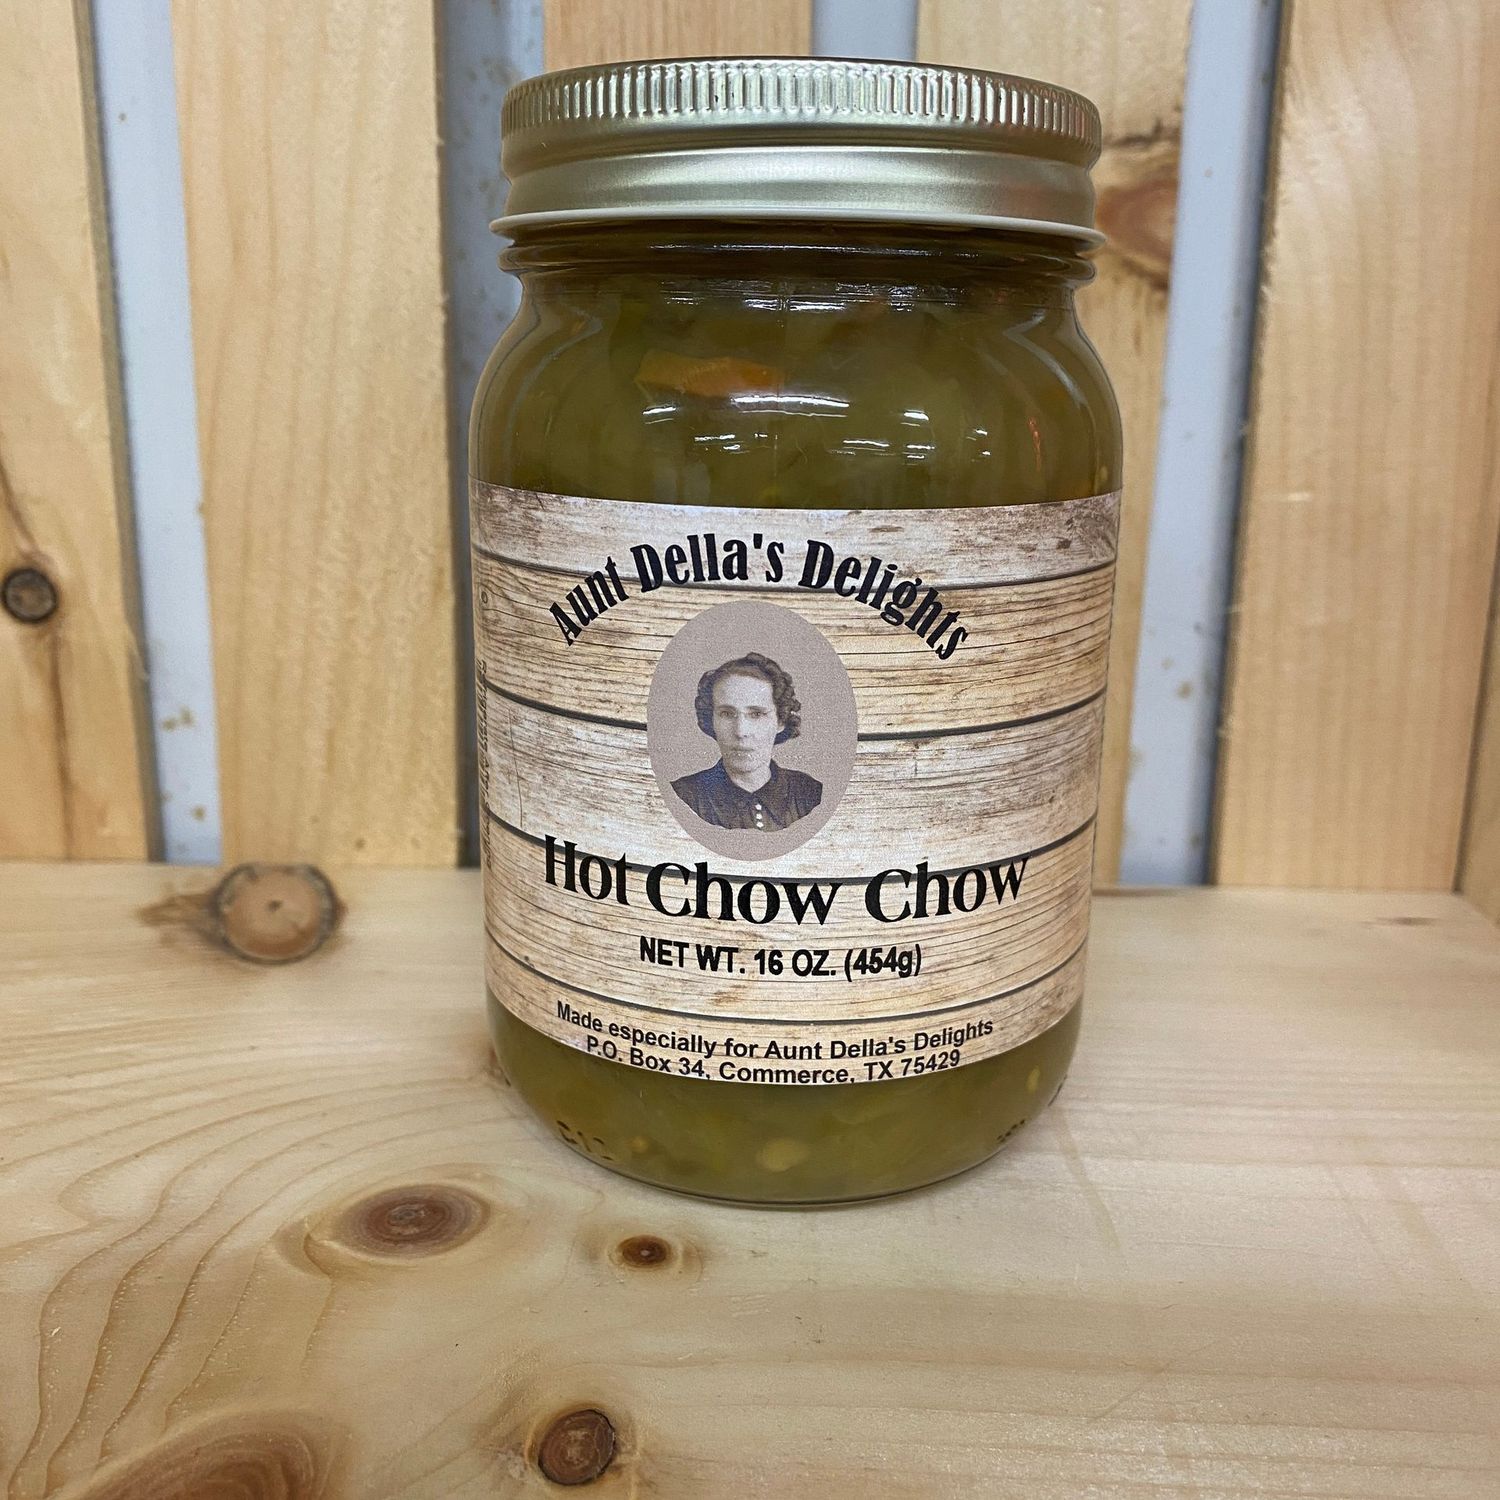 Aunt Della's Delights
Hot Chow Chow
NET WT. 16 OZ. (454g)
Made especially for Aunt Della's Delights
P.O. Box 34, Commerce, TX 75429